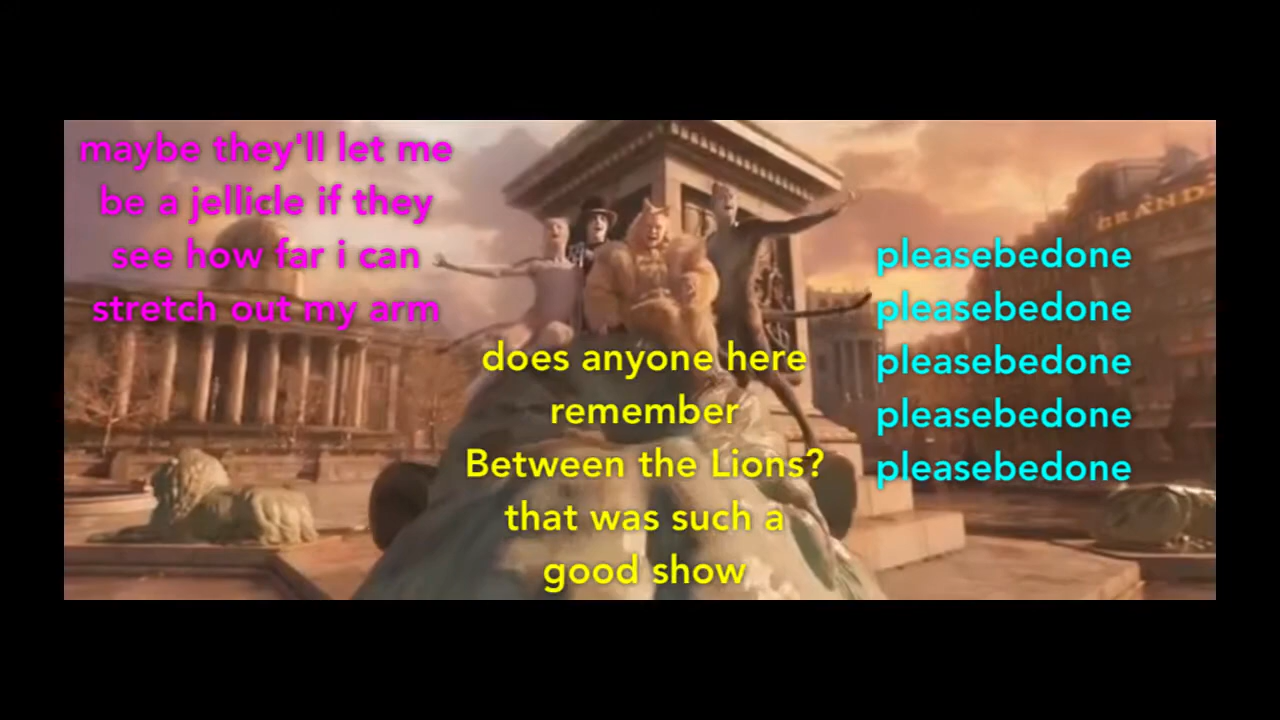 maybe they'll let me
be a jellicle if they
see how far i can
stretch out my arm
does anyone here
remember
Between the Lions?
that was such a
good show
pleasebedone
pleasebedone
pleasebedone
pleasebedone
pleasebedone
GRAND